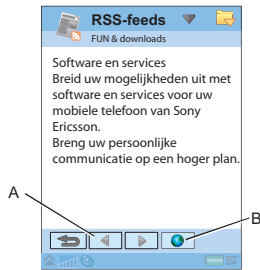 RSS-feeds
FUN & downloads
Software en services
Breid uw mogelijkheden uit met
software en services voor uw
mobiele telefoon van Sony
Ericsson.
Breng uw persoonlijke
communicatie op een hoger plan.
A
B